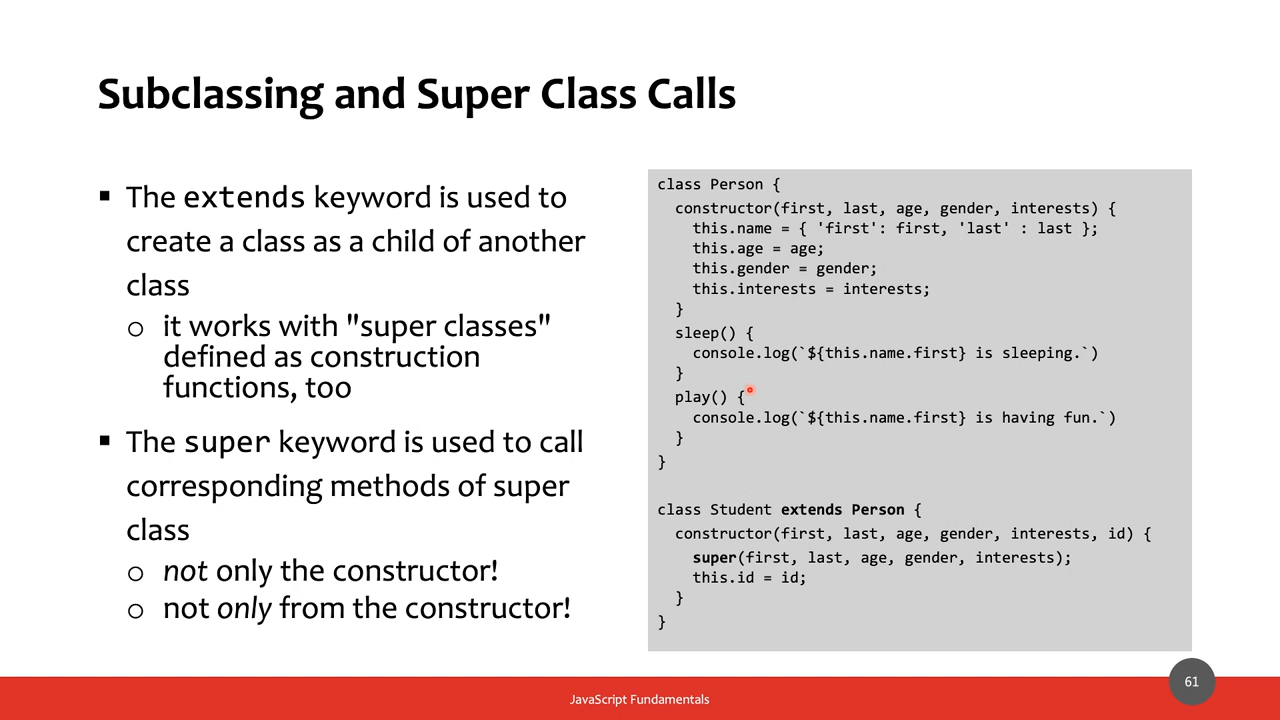 Subclassing and Super Class Calls
▪ The extends keyword is used to
create a class as a child of another
class
o it works with "super classes"
defined as construction
functions, too
▪ The super keyword is used to call
corresponding methods of super
class
o not only the constructor!
o not only from the constructor!
class Person {
constructor(first, last, age, gender, interests) {
this.name = { 'first': first, 'last' : last };
this.age = age;
this.gender = gender;
this.interests = interests;
}
sleep() {
console.log(`${this.name.first} is sleeping.`)
}
play() {
console.log(`${this.name.first} is having fun.`)
}
}
class Student extends Person {
constructor(first, last, age, gender, interests, id) {
super(first, last, age, gender, interests);
this.id = id;
}
}
JavaScript Fundamentals
61